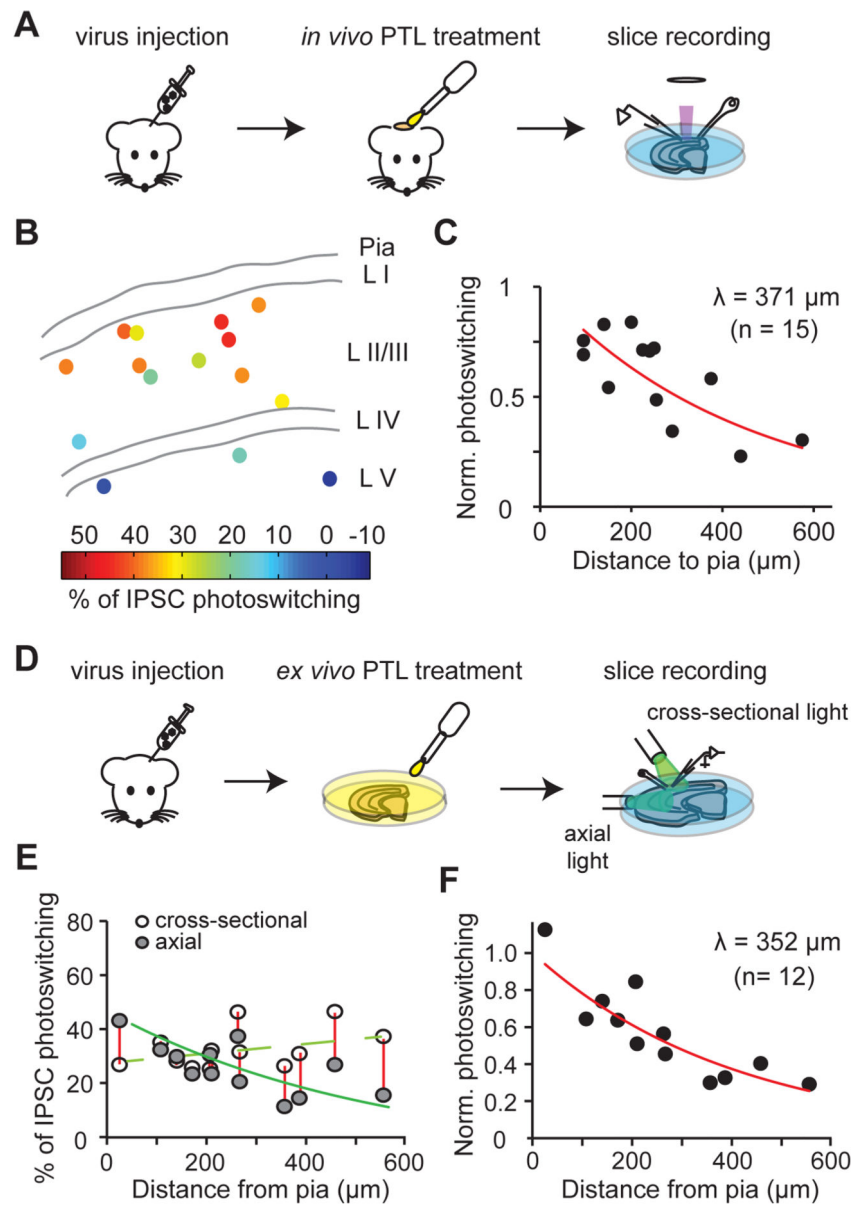 A
virus injection
in vivo PTL treatment
slice recording
B
Pia
L I
L II/III
L IV
L V
50 40 30 20 10 0 -10
% of IPSC photoswitching
C
1
0.5
0
Norm. photoswitching
λ = 371 µm
(n = 15)
0 200 400 600
Distance to pia (µm)
D
virus injection
ex vivo PTL treatment
slice recording
cross-sectional light
axial
light
E
80
60
40
20
0
% of IPSC photoswitching
cross-sectional
axial
0 200 400 600
Distance from pia (µm)
F
1.0
0.8
0.6
0.4
0.2
0
Norm. photoswitching
λ = 352 µm
(n= 12)
0 200 400 600
Distance from pia (µm)